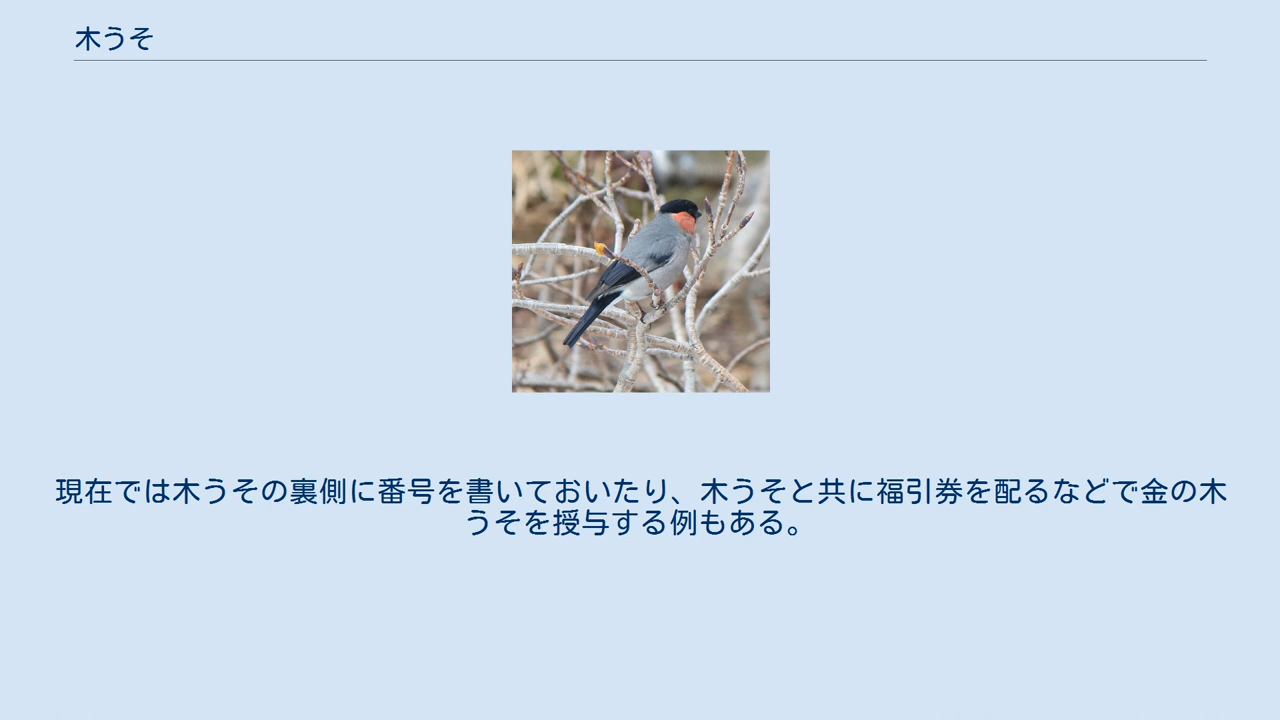 木うそ
現在では木うその裏側に番号を書いておいたり、木うそと共に福引券を配るなどで金の木
うそを授与する例もある。